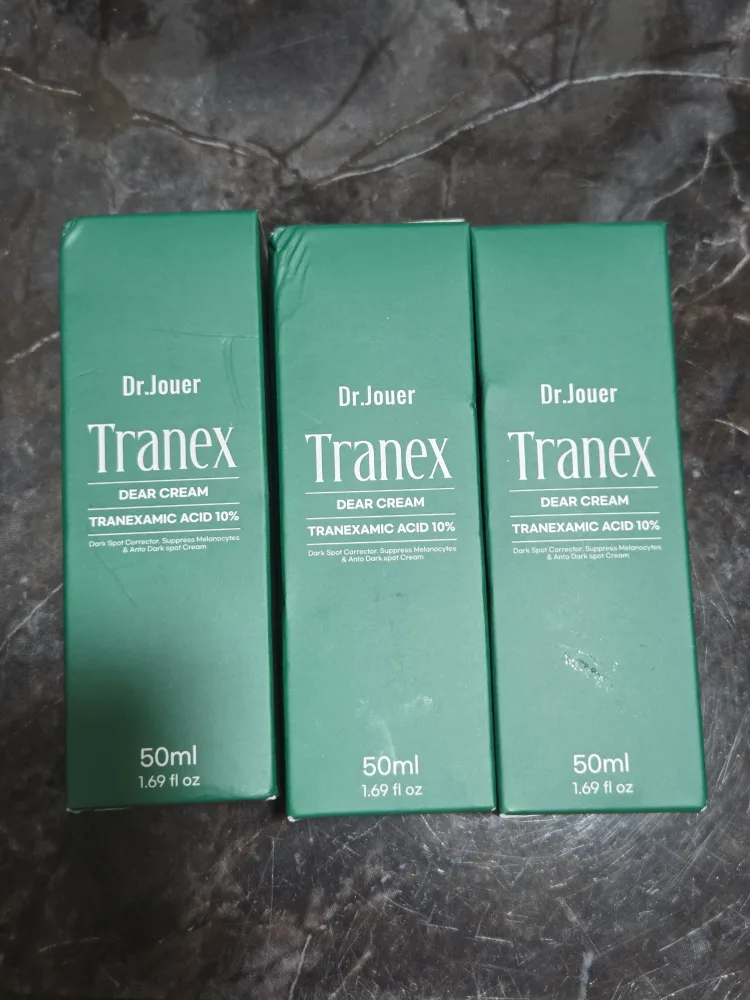 Dr.Jouer
Tranex
DEAR CREAM
TRANEXAMIC ACID 10%
Dark Spot Corrector, Suppress Melanocytes
& Anto Dark spot Cream
50ml
1.69 fl oz
Dr.Jouer
Tranex
DEAR CREAM
TRANEXAMIC ACID 10%
Dark Spot Corrector, Suppress Melanocytes
& Anto Dark spot Cream
50ml
1.69 fl oz
Dr.Jouer
Tranex
DEAR CREAM
TRANEXAMIC ACID 10%
Dark Spot Corrector, Suppress Melanocytes
& Anto Dark spot Cream
50ml
1.69 fl oz